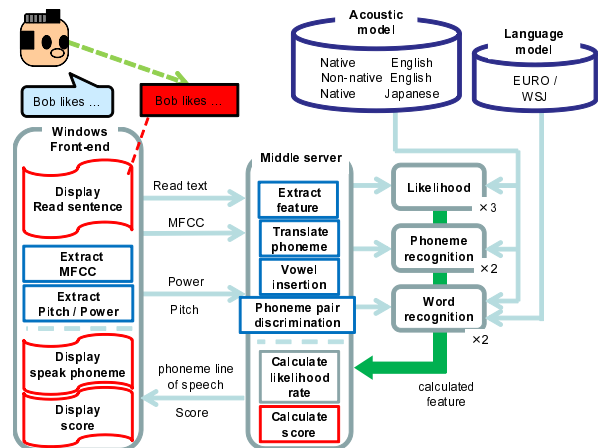 Acoustic
model
Native English
Non-native English
Native Japanese
Language
model
EURO /
WSJ
Bob likes ...
Bob likes ...
Windows
Front-end
Display
Read sentence
Extract
MFCC
Extract
Pitch / Power
Display
speak phoneme
Display
score
Read text
MFCC
Power
Pitch
phoneme line
of speech
Score
Middle server
Extract
feature
Translate
phoneme
Vowel
insertion
Phoneme pair
discrimination
Calculate
likelihood
rate
Calculate
score
Likelihood
×3
Phoneme
recognition
×2
Word
recognition
×2
calculated
feature